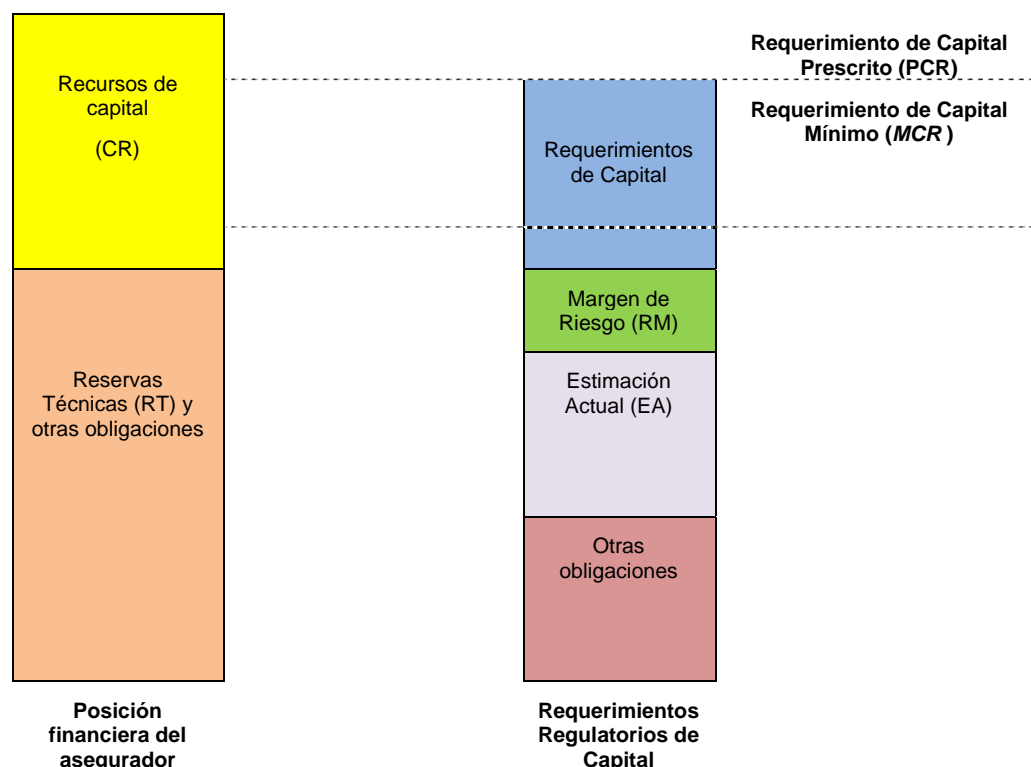 Requerimiento de Capital
Prescrito (PCR)
Requerimiento de Capital
Mínimo (MCR )
Recursos de
capital
(CR)
Requerimientos
de Capital
Margen de
Riesgo (RM)
Reservas
Técnicas (RT) y
otras obligaciones
Estimación
Actual (EA)
Otras
obligaciones
Posición
financiera del
asegurador
Requerimientos
Regulatorios de
Capital